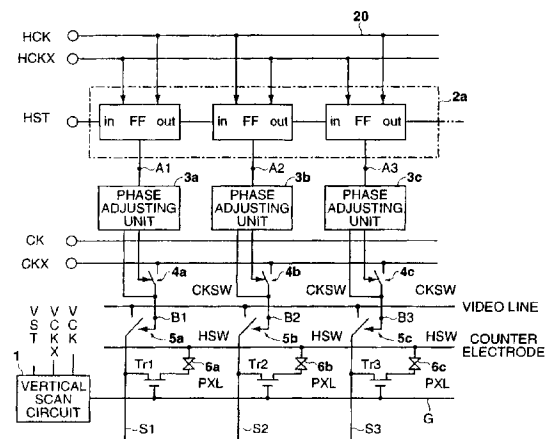 20
HCK
HCKX
2a
HST
in FF out in FF out in FF out
A1 A2 A3
3a 3b 3c
PHASE ADJUSTING UNIT PHASE ADJUSTING UNIT PHASE ADJUSTING UNIT
CK
CKX
4a 4b 4c
CKSW CKSW CKSW
VIDEO LINE
B1 B2 B3
5a 5b 5c
HSW HSW HSW
COUNTER ELECTRODE
VST VCKX VCK
1
Tr1 6a Tr2 6b Tr3 6c
PXL PXL PXL
VERTICAL SCAN CIRCUIT
G
S1 S2 S3